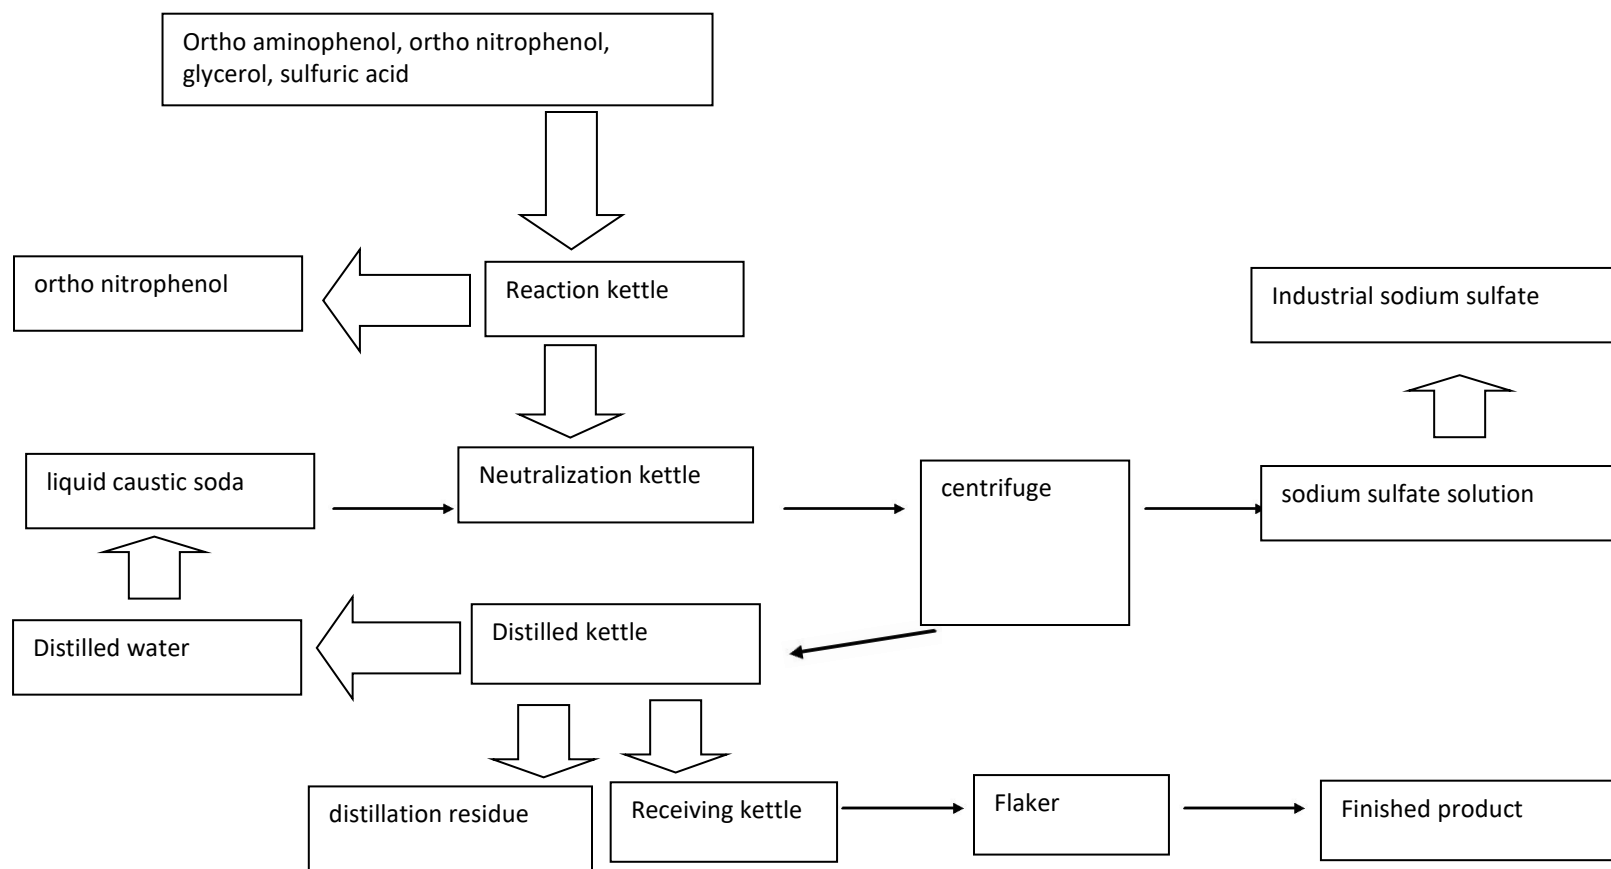 Ortho aminophenol, ortho nitrophenol,
glycerol, sulfuric acid
ortho nitrophenol
Reaction kettle
Industrial sodium sulfate
liquid caustic soda
Neutralization kettle
centrifuge
sodium sulfate solution
Distilled water
Distilled kettle
distillation residue
Receiving kettle
Flaker
Finished product